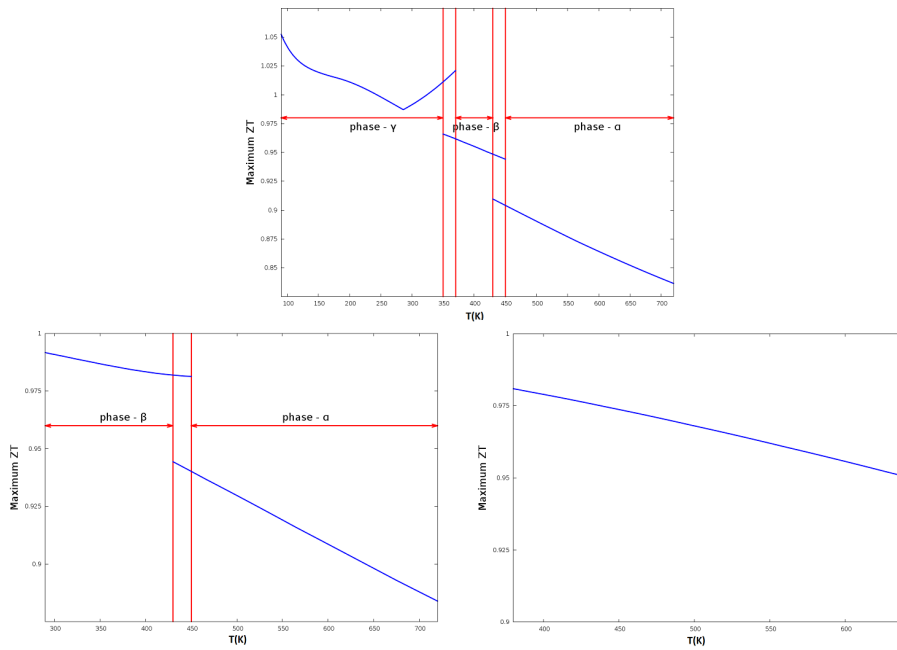 1.05
1.025
1
0.975
0.95
0.925
0.9
0.875
0.85
Maximum ZT
phase - γ
phase - β
phase - α
100 150 200 250 300 350 400 450 500 550 600 650 700
T(K)
1
0.975
0.95
0.925
0.9
Maximum ZT
phase - β
phase - α
300 350 400 450 500 550 600 650 700
T(K)
1
0.975
0.95
0.925
0.9
Maximum ZT
400 450 500 550 600
T(K)